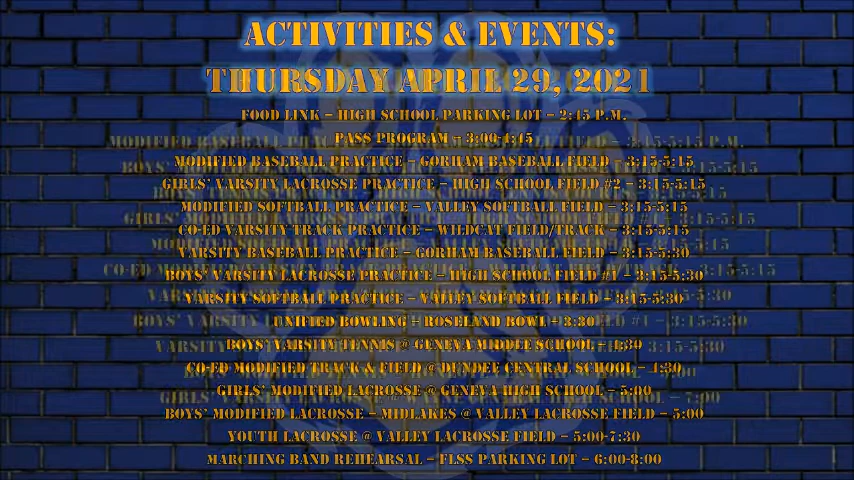 ACTIVITIES & EVENTS:
THURSDAY APRIL 29, 2021
FOOD LINK – HIGH SCHOOL PARKING LOT – 2:45 P.M.
PASS PROGRAM – 3:00-4:45
MODIFIED BASEBALL PRACTICE – GORHAM BASEBALL FIELD – 3:15-5:15
GIRLS' VARSITY LACROSSE PRACTICE – HIGH SCHOOL FIELD #2 – 3:15-5:15
MODIFIED SOFTBALL PRACTICE – VALLEY SOFTBALL FIELD – 3:15-5:15
CO-ED VARSITY TRACK PRACTICE – WILDCAT FIELD/TRACK – 3:15-5:15
VARSITY BASEBALL PRACTICE – GORHAM BASEBALL FIELD – 3:15-5:30
BOYS' VARSITY LACROSSE PRACTICE – HIGH SCHOOL FIELD #1 – 3:15-5:30
VARSITY SOFTBALL PRACTICE – VALLEY SOFTBALL FIELD – 3:15-5:30
UNIFIED BOWLING – ROSELAND BOWL – 3:30
BOYS' VARSITY TENNIS @ GENEVA MIDDLE SCHOOL – 4:30
CO-ED MODIFIED TRACK & FIELD @ DUNDEE CENTRAL SCHOOL – 4:30
GIRLS' MODIFIED LACROSSE @ GENEVA HIGH SCHOOL – 5:00
BOYS' MODIFIED LACROSSE – MIDLAKES @ VALLEY LACROSSE FIELD – 5:00
YOUTH LACROSSE @ VALLEY LACROSSE FIELD – 5:00-7:30
MARCHING BAND REHEARSAL – FLSS PARKING LOT – 6:00-8:00